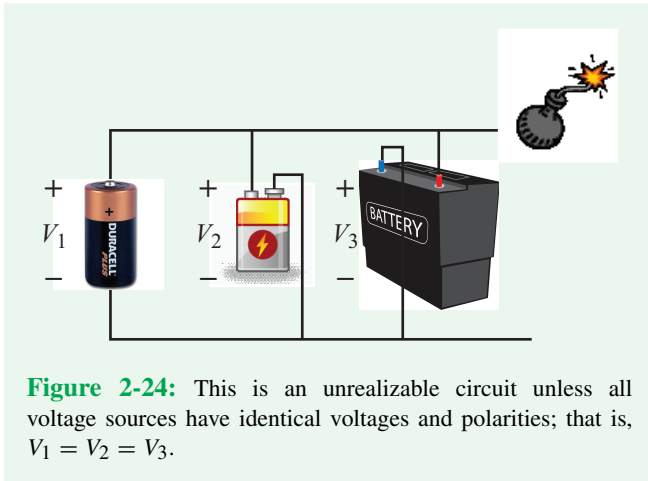 +
V₁
−
+
DURACELL
PLUS
+
V₂
−
+
V₃
−
BATTERY
Figure 2-24: This is an unrealizable circuit unless all
voltage sources have identical voltages and polarities; that is,
V₁ = V₂ = V₃.